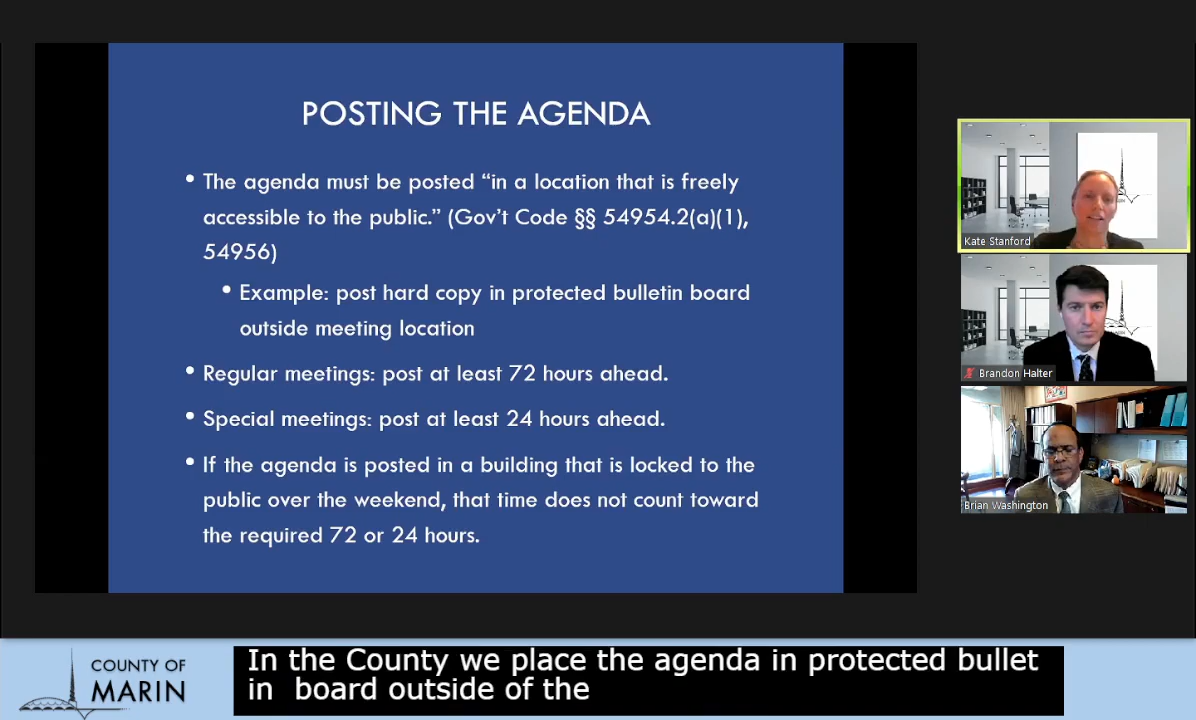 POSTING THE AGENDA
• The agenda must be posted “in a location that is freely
accessible to the public.” (Gov’t Code §§ 54954.2(a)(1),
54956)
• Example: post hard copy in protected bulletin board
outside meeting location
• Regular meetings: post at least 72 hours ahead.
• Special meetings: post at least 24 hours ahead.
• If the agenda is posted in a building that is locked to the
public over the weekend, that time does not count toward
the required 72 or 24 hours.
Kate Stanford
Brandon Halter
Brian Washington
COUNTY OF
MARIN
In the County we place the agenda in protected bullet
in  board outside of the